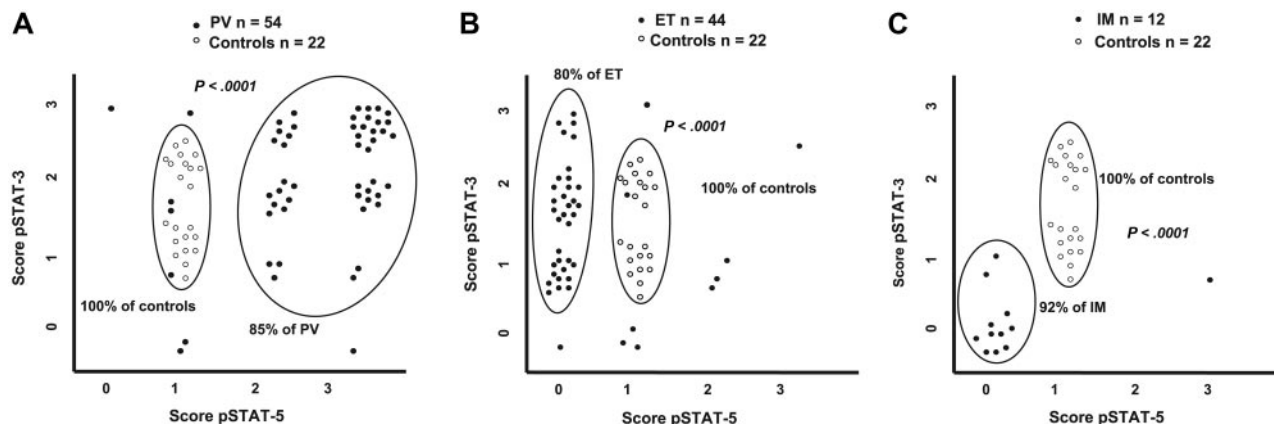 A
● PV n = 54
○ Controls n = 22
P < .0001
3
2
1
0
Score pSTAT-3
100% of controls
85% of PV
0 1 2 3
Score pSTAT-5
B
● ET n = 44
○ Controls n = 22
80% of ET
P < .0001
100% of controls
3
2
1
0
Score pSTAT-3
0 1 2 3
Score pSTAT-5
C
● IM n = 12
○ Controls n = 22
100% of controls
P < .0001
92% of IM
3
2
1
0
Score pSTAT-3
0 1 2 3
Score pSTAT-5